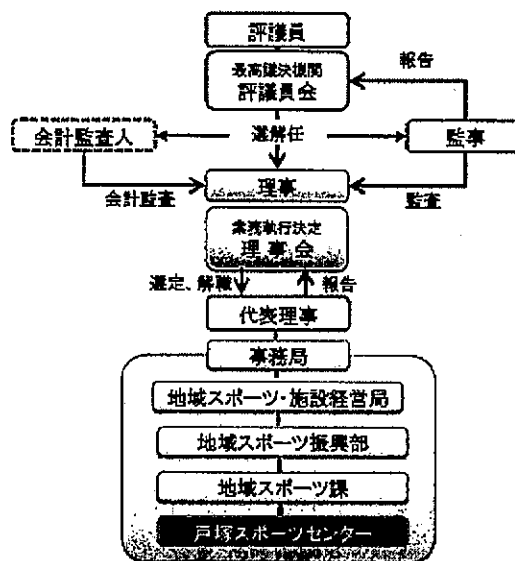 評議員
最高議決機関
評議員会
報告
会計監査人
選解任
監事
会計監査
理事
監査
業務執行決定
理事会
選定、解職
報告
代表理事
事務局
地域スポーツ・施設経営局
地域スポーツ振興部
地域スポーツ課
戸塚スポーツセンター